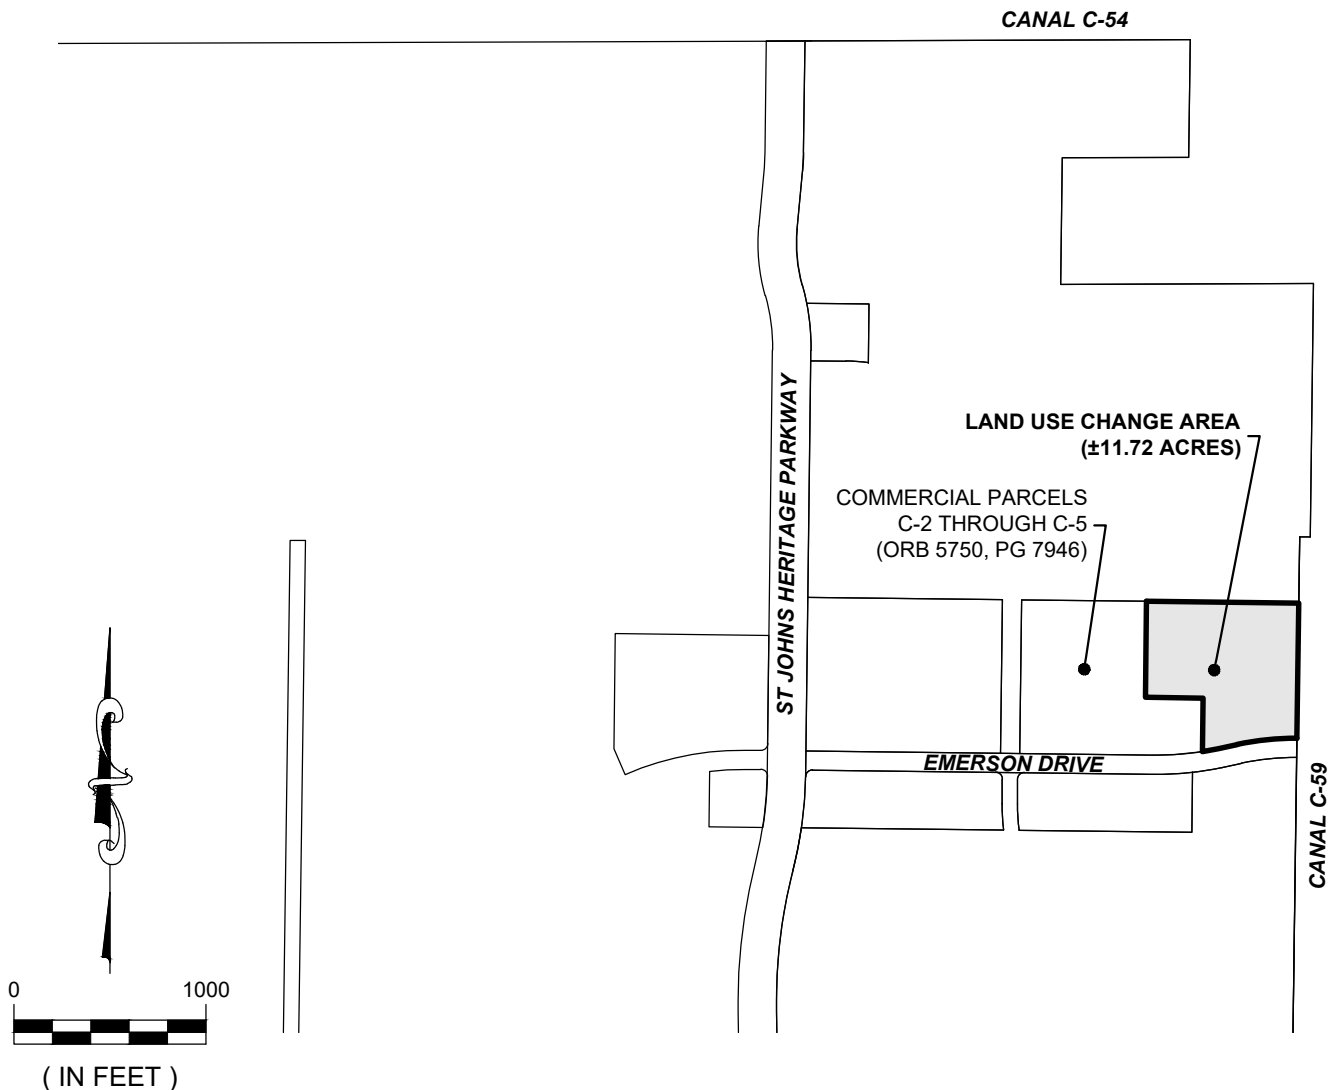 CANAL C-54
LAND USE CHANGE AREA
(±11.72 ACRES)
COMMERCIAL PARCELS
C-2 THROUGH C-5
(ORB 5750, PG 7946)
ST JOHNS HERITAGE PARKWAY
EMERSON DRIVE
CANAL C-59
0 1000
( IN FEET )